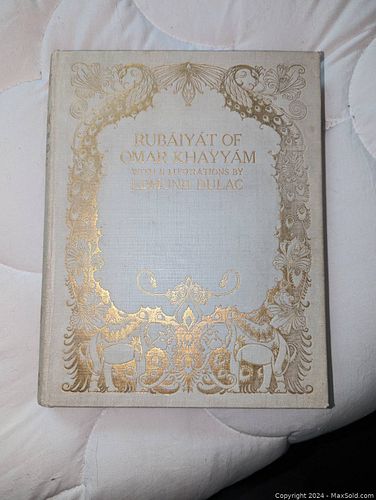 RUBÁIYÁT OF
OMAR KHAYYÁM
WITH ILLUSTRATIONS BY
EDMUND DULAC
Copyright 2024 - MaxSold.com